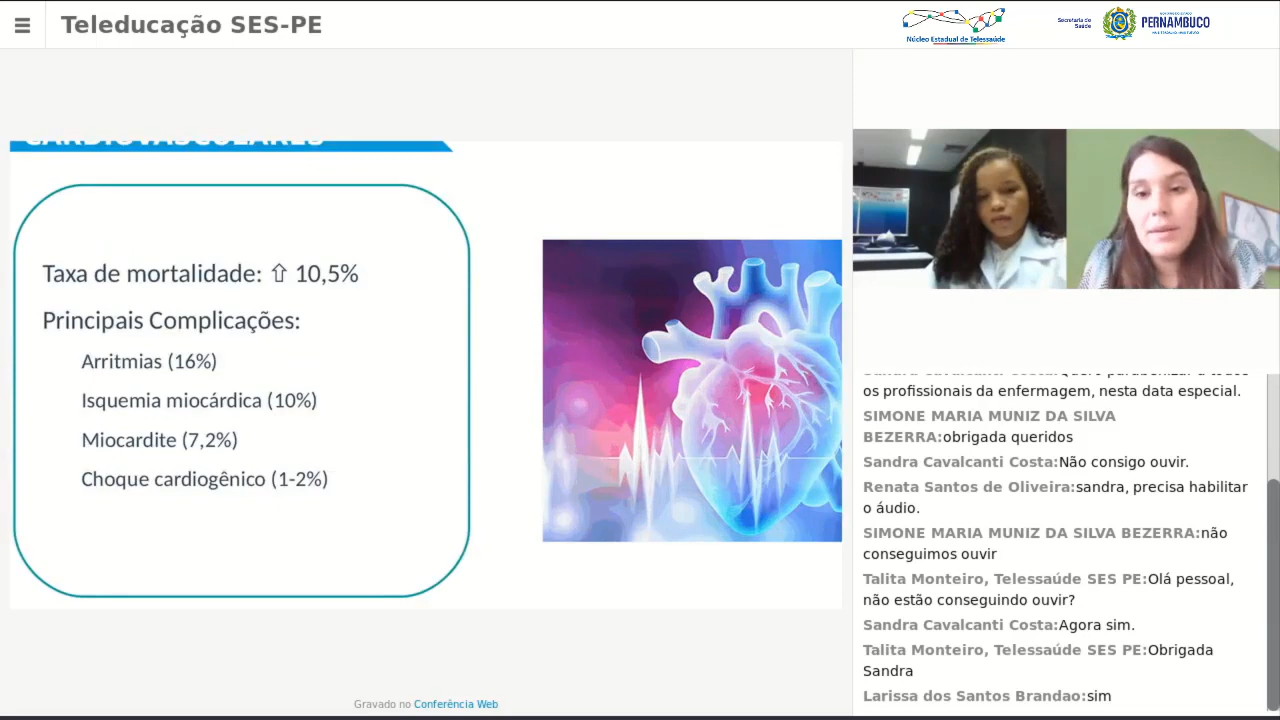 Teleducação SES-PE
Núcleo Estadual de Telessaúde
Secretaria de
Saúde
PERNAMBUCO
CARDIOVASCULARES
Taxa de mortalidade: ⇧ 10,5%
Principais Complicações:
Arritmias (16%)
Isquemia miocárdica (10%)
Miocardite (7,2%)
Choque cardiogênico (1-2%)
os profissionais da enfermagem, nesta data especial.
SIMONE MARIA MUNIZ DA SILVA
BEZERRA:obrigada queridos
Sandra Cavalcanti Costa:Não consigo ouvir.
Renata Santos de Oliveira:sandra, precisa habilitar
o áudio.
SIMONE MARIA MUNIZ DA SILVA BEZERRA:não
conseguimos ouvir
Talita Monteiro, Telessaúde SES PE:Olá pessoal,
não estão conseguindo ouvir?
Sandra Cavalcanti Costa:Agora sim.
Talita Monteiro, Telessaúde SES PE:Obrigada
Sandra
Larissa dos Santos Brandao:sim
Gravado no Conferência Web